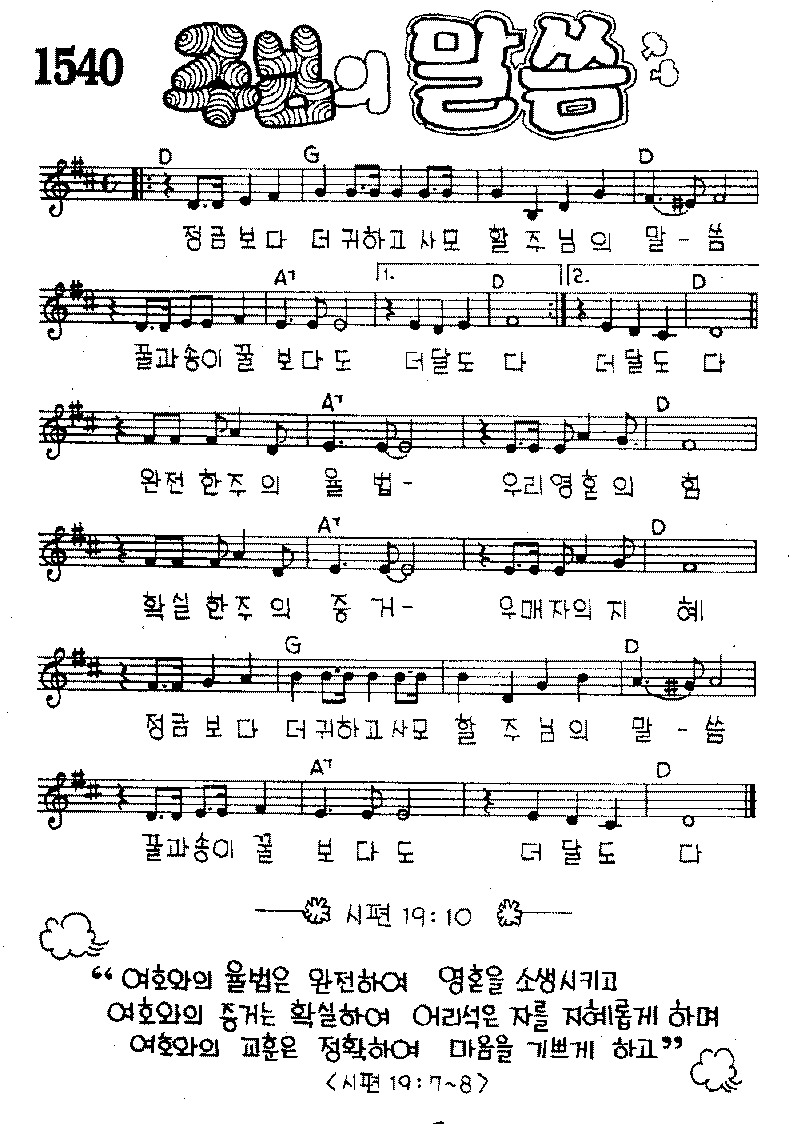 1540 주님의 말씀
D G D
정금보다 더귀하고사모 할 주님의 말 - 씀
A7 1. D 2. D
꿀과송이 꿀 보다도 더달도 다 더달도 다
A7 D
완전 한주 의 율 법 - 우리영혼의 힘
A7 D
확실 한주 의 증 거 - 우매자의 지 혜
G D
정금 보 다 더귀하고사모 할 주 님 의 말 - 씀
A7 D
꿀과송이 꿀 보 다 도 더 달 도 다
시편 19:10
“여호와의 율법은 완전하여 영혼을 소생시키고
여호와의 증거는 확실하여 어리석은 자를 지혜롭게 하며
여호와의 교훈은 정확하여 마음을 기쁘게 하고”
<시편 19:7~8>